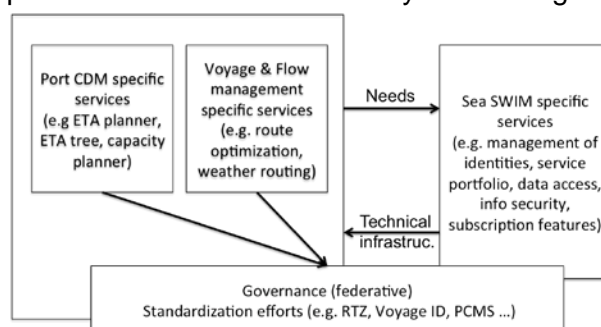 Port CDM specific
services
(e.g ETA planner,
ETA tree, capacity
planner)
Voyage & Flow
management
specific services
(e.g. route
optimization,
weather routing)
Needs
Sea SWIM specific
services
(e.g. management of
identities, service
portfolio, data access,
info security,
subscription features)
Technical
infrastruc.
Governance (federative)
Standardization efforts (e.g. RTZ, Voyage ID, PCMS ...)